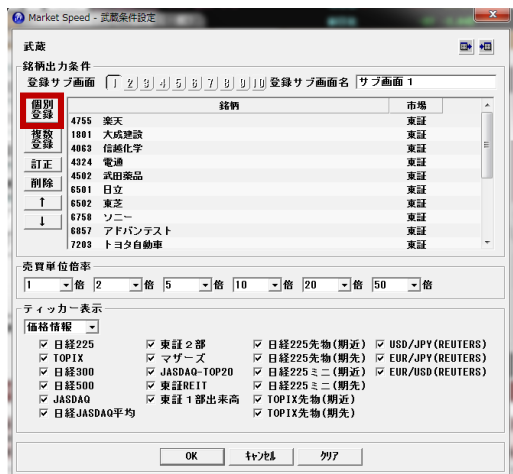 Market Speed - 武蔵条件設定
武蔵
銘柄出力条件
登録サブ画面 1 2 3 4 5 6 7 8 9 10 登録サブ画面名 サブ画面 1
個別登録
複数登録
訂正
削除
↑
↓
銘柄 市場
4755 楽天 東証
1801 大成建設 東証
4063 信越化学 東証
4324 電通 東証
4502 武田薬品 東証
6501 日立 東証
6502 東芝 東証
6758 ソニー 東証
6857 アドバンテスト 東証
7203 トヨタ自動車 東証
売買単位倍率
1 倍 2 倍 5 倍 10 倍 20 倍 50 倍
ティッカー表示
価格情報
日経225 東証２部 日経225先物(期近) USD/JPY(REUTERS)
TOPIX マザーズ 日経225先物(期先) EUR/JPY(REUTERS)
日経300 JASDAQ-TOP20 日経225ミニ(期近) EUR/USD(REUTERS)
日経500 東証REIT 日経225ミニ(期先)
JASDAQ 東証１部出来高 TOPIX先物(期近)
日経JASDAQ平均 TOPIX先物(期先)
OK ｷｬﾝｾﾙ ｸﾘｱ